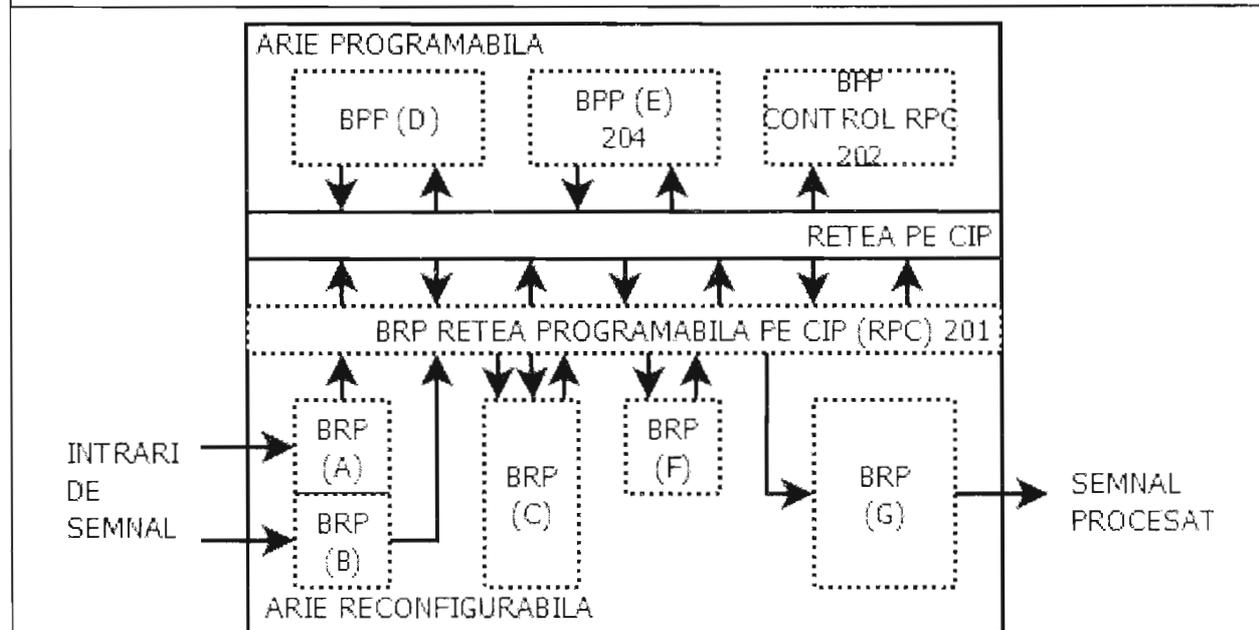 ARIE PROGRAMABILA
BPP (D)
BPP (E)
204
BPP
CONTROL RPC
202
RETEA PE CIP
BRP RETEA PROGRAMABILA PE CIP (RPC) 201
INTRARI
DE
SEMNAL
BRP
(A)
BRP
(B)
BRP
(C)
BRP
(F)
BRP
(G)
SEMNAL
PROCESAT
ARIE RECONFIGURABILA